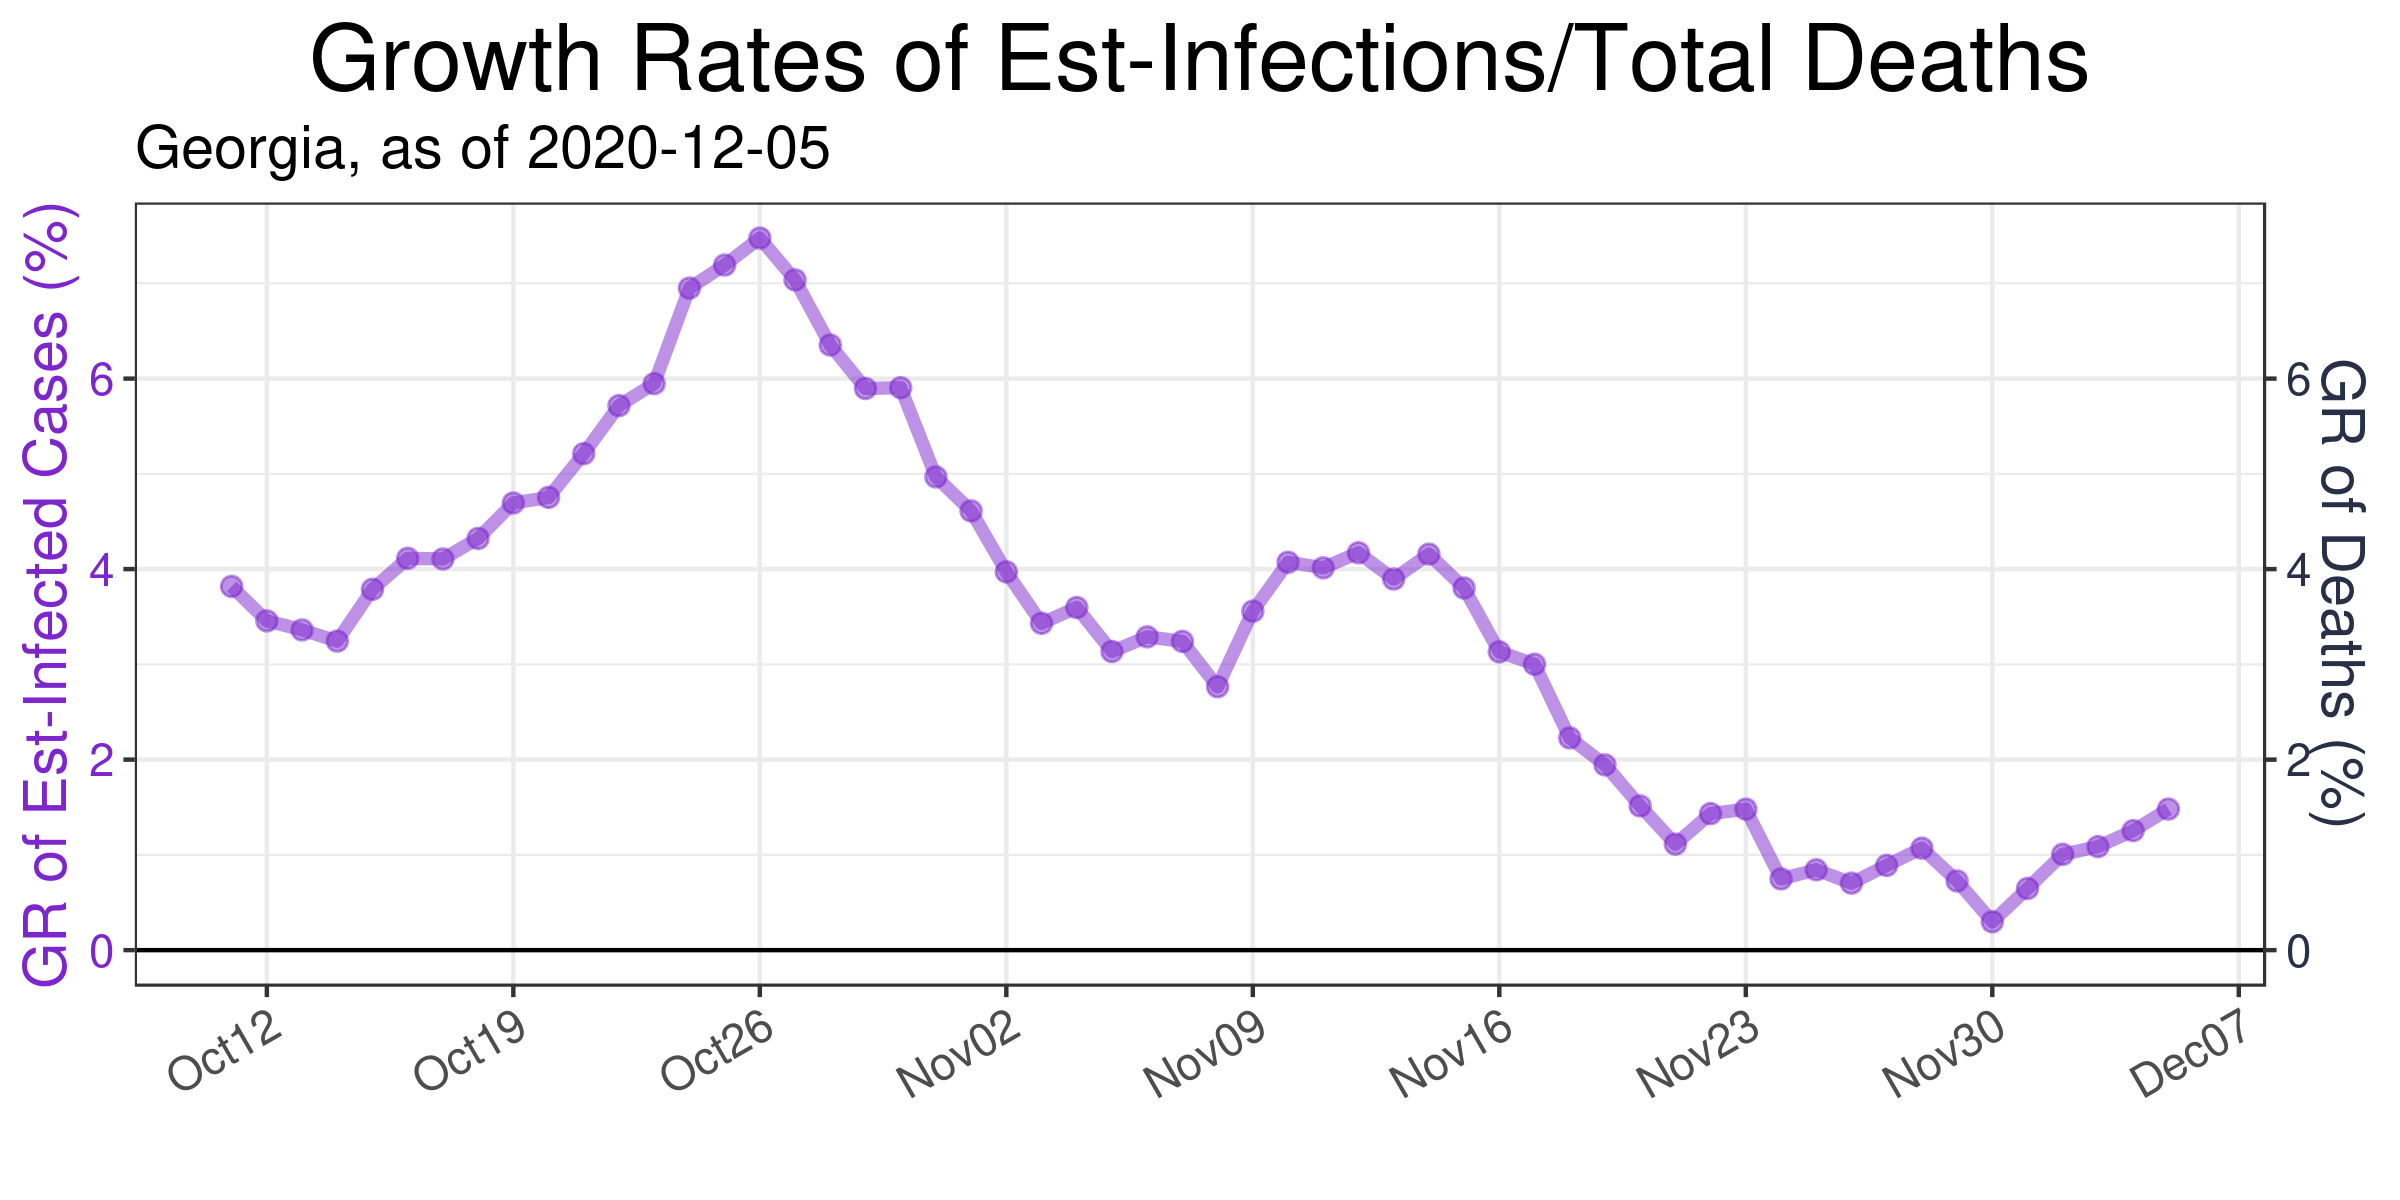 Growth Rates of Est-Infections/Total Deaths
Georgia, as of 2020-12-05
GR of Est-Infected Cases (%)
6
4
2
0
6
4
2
0
GR of Deaths (%)
Oct12
Oct19
Oct26
Nov02
Nov09
Nov16
Nov23
Nov30
Dec07